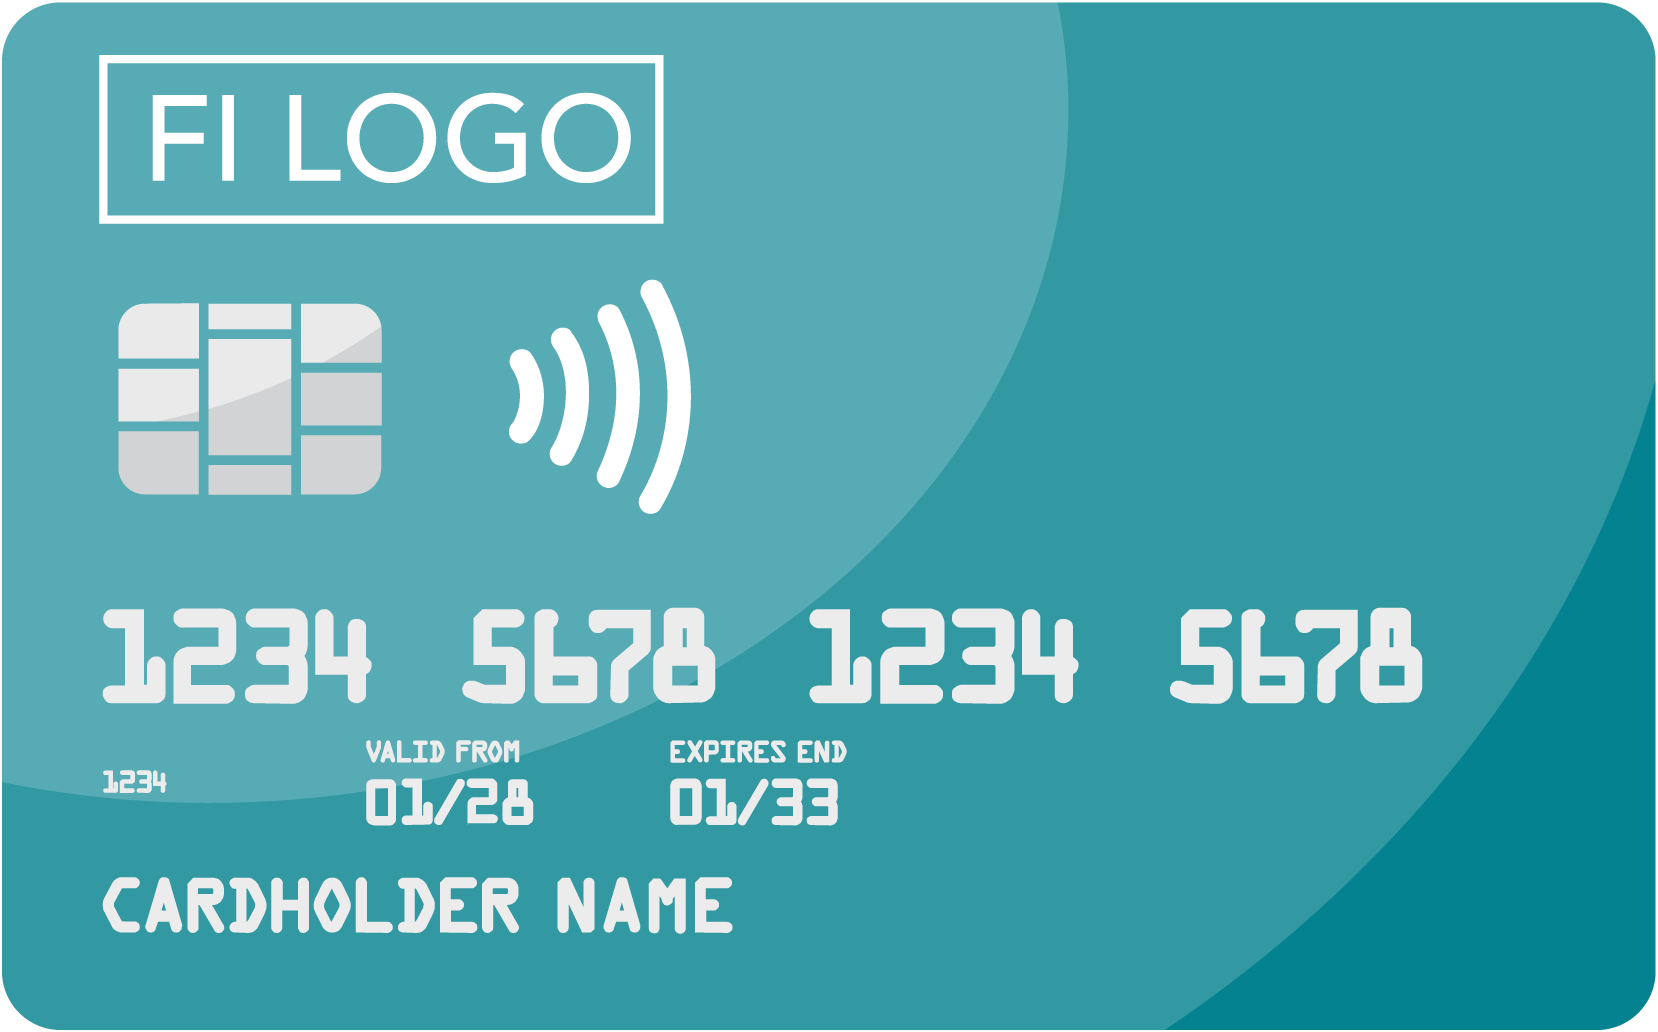 FI LOGO
1234 5678 1234 5678
VALID FROM EXPIRES END
1234 01/28 01/33
CARDHOLDER NAME